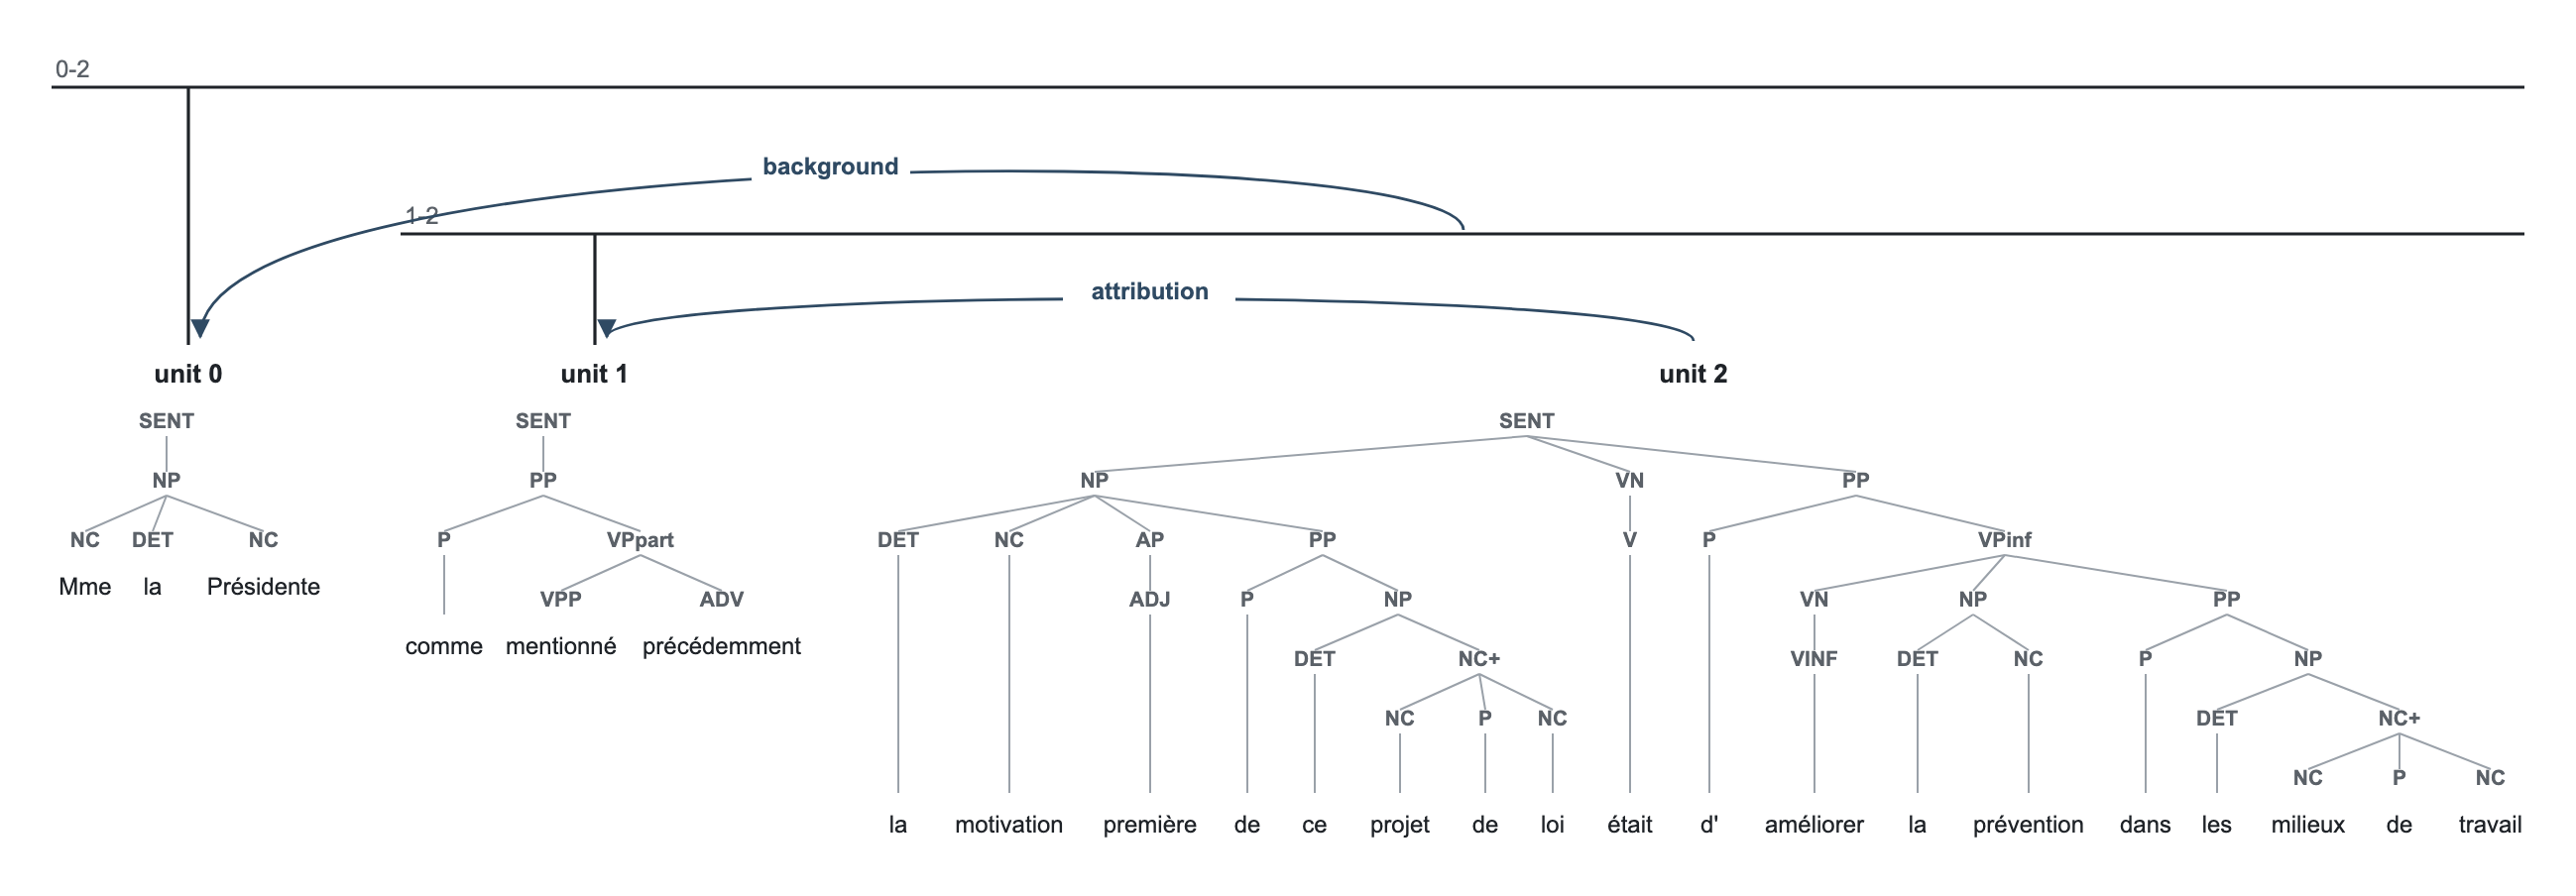 0-2
background
1-2
attribution
unit 0 unit 1 unit 2
SENT SENT SENT
NP PP NP VN PP
NC DET NC P VPpart DET NC AP PP V P VPinf
Mme la Présidente
VPP ADV ADJ P NP VN NP PP
comme mentionné précédemment
DET NC+ VINF DET NC P NP
NC P NC DET NC+
NC P NC
la motivation première de ce projet de loi était d' améliorer la prévention dans les milieux de travail